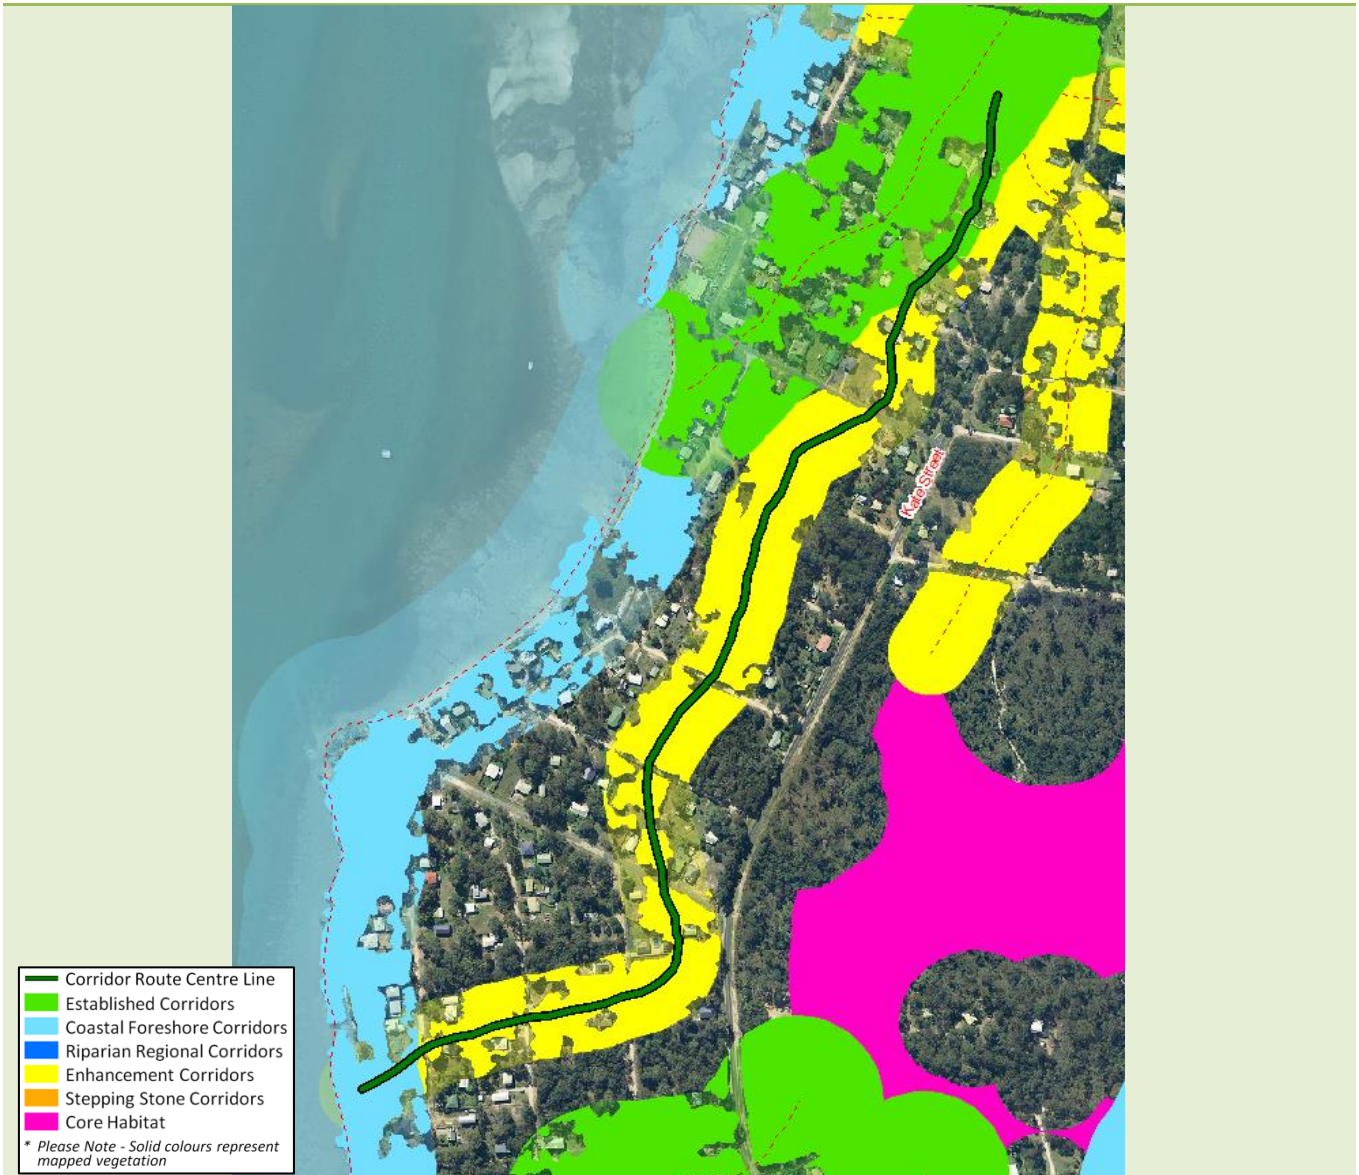 Kate Street
Corridor Route Centre Line
Established Corridors
Coastal Foreshore Corridors
Riparian Regional Corridors
Enhancement Corridors
Stepping Stone Corridors
Core Habitat
* Please Note - Solid colours represent
mapped vegetation